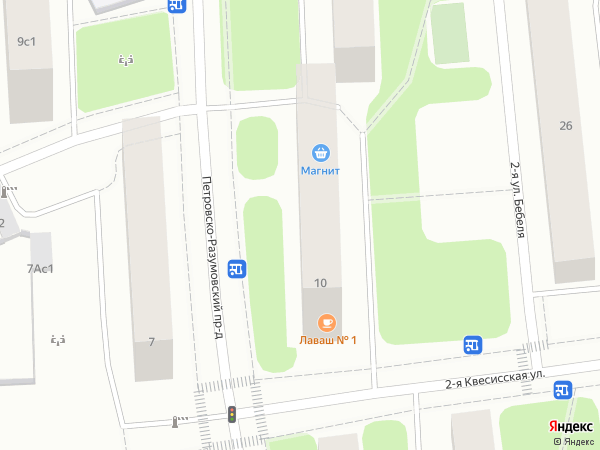 9с1
26
Магнит
2-я ул. Бебеля
Петровско-Разумовский пр-д
2
7Ас1
10
Лаваш № 1
7
2-я Квесисская ул.
Яндекс
© Яндекс